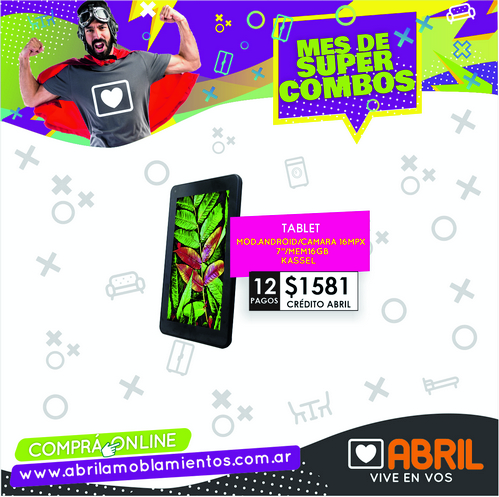 MES DE
SUPER
COMBOS
TABLET
MOD.ANDROID/CAMARA 16MPX
7"/MEM16GB
KASSEL
12
PAGOS
$1581
CRÉDITO ABRIL
COMPRÁ ONLINE
www.abrilamoblamientos.com.ar
ABRIL
VIVE EN VOS